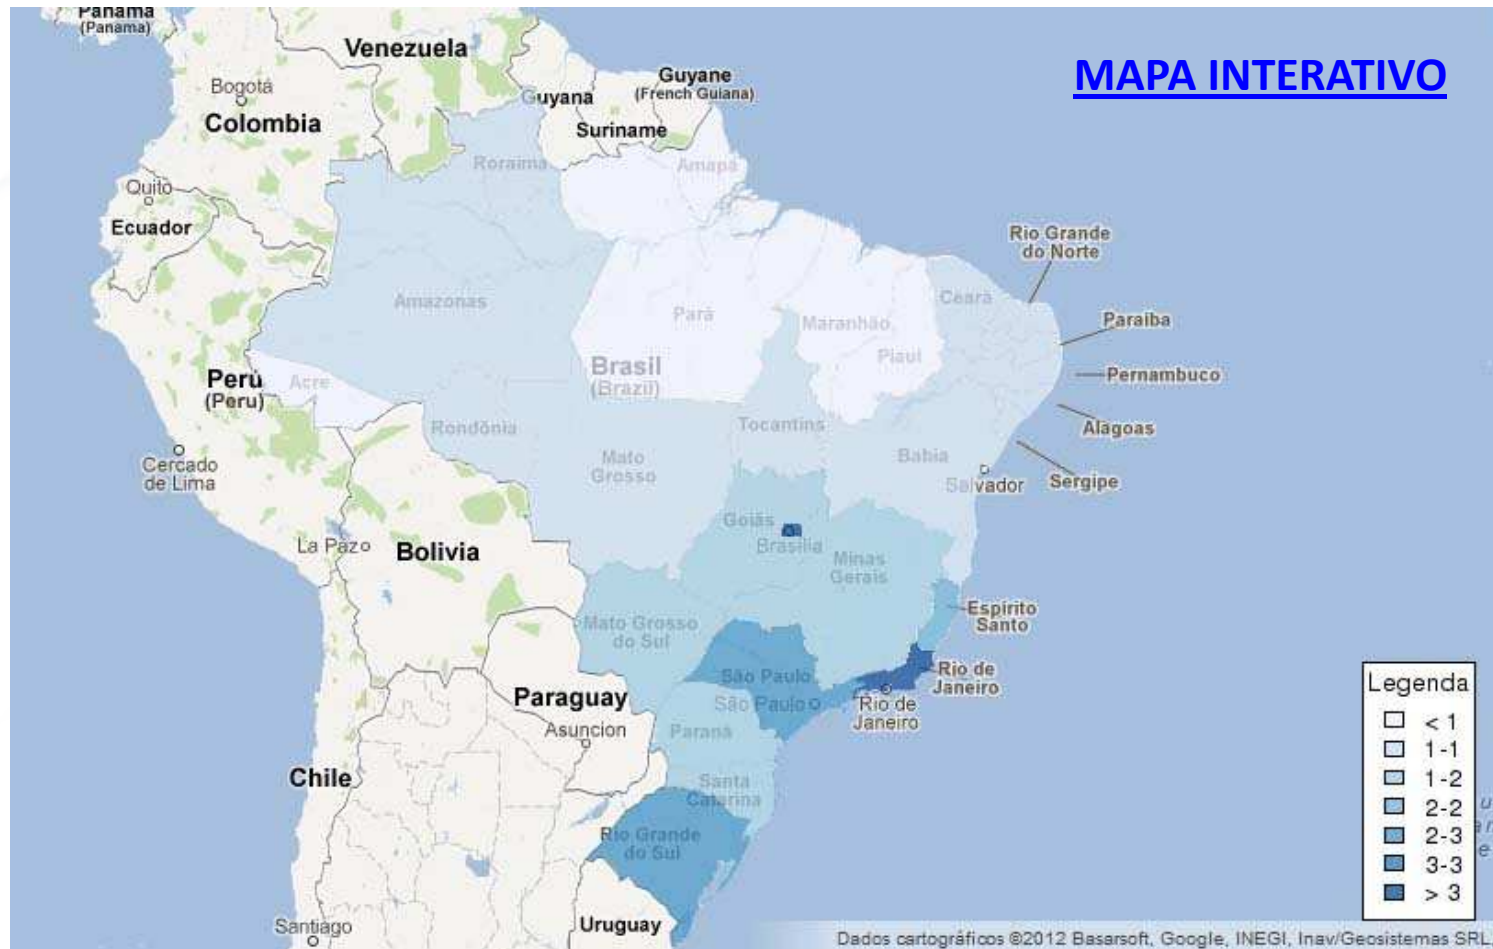 Panama
(Panama)
Venezuela
MAPA INTERATIVO
Guyane
(French Guiana)
Bogotá
Guyana
Colombia
Suriname
Roraima
Amapá
Quito
Ecuador
Rio Grande
do Norte
Amazonas
Ceará
Pará
Maranhão
Paraiba
Piauí
Brasil
(Brazil)
Perú
(Peru)
Acre
Pernambuco
Tocantins
Rondônia
Alagoas
Bahia
Mato
Grosso
Cercado
de Lima
Salvador
Sergipe
Goiás
Brasília
La Paz
Bolivia
Minas
Gerais
Espírito
Santo
Mato Grosso
do Sul
São Paulo
Rio de
Janeiro
Paraguay
São Paulo
Rio de
Janeiro
Asuncion
Paraná
Chile
Santa
Catarina
Rio Grande
do Sul
Legenda
< 1
1-1
1-2
2-2
2-3
3-3
> 3
Santiago
Uruguay
Dados cartográficos ©2012 Basarsoft, Google, INEGI, Inav/Geosistemas SRL